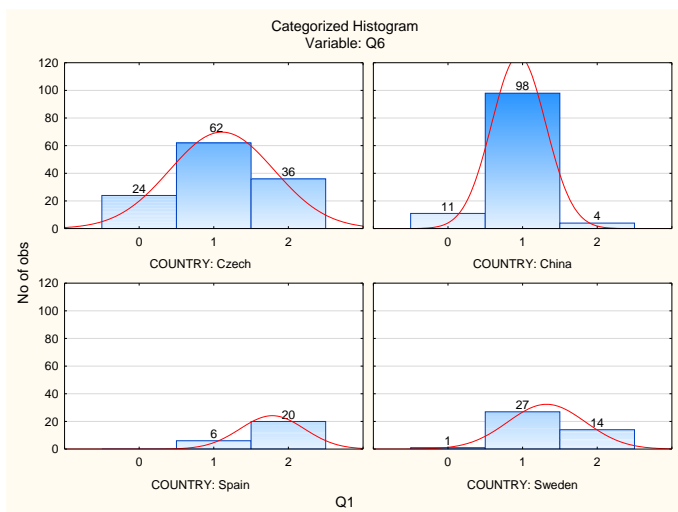 Categorized Histogram
Variable: Q6
120
100
80
60
40
20
0
24
62
36
0 1 2
COUNTRY: Czech
11
98
4
0 1 2
COUNTRY: China
No of obs
120
100
80
60
40
20
0
6
20
0 1 2
COUNTRY: Spain
1
27
14
0 1 2
COUNTRY: Sweden
Q1